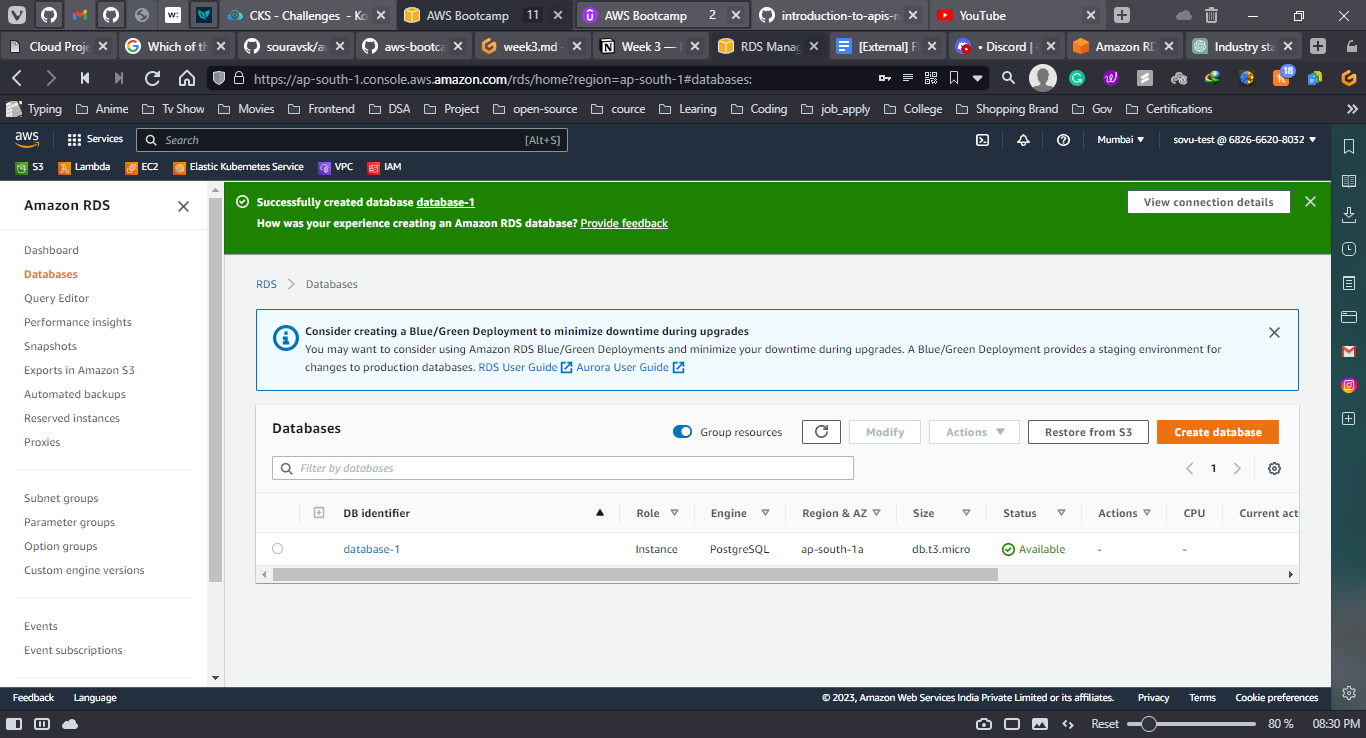 CKS - Challenges - Ko
AWS Bootcamp 11
AWS Bootcamp 2
introduction-to-apis-n
YouTube
Cloud Proje
Which of th
souravsk/aw
aws-bootca
week3.md -
Week 3 —
RDS Manag
[External] F
• Discord |
Amazon RD
Industry sta
https://ap-south-1.console.aws.amazon.com/rds/home?region=ap-south-1#databases:
18
Typing Anime Tv Show Movies Frontend DSA Project open-source cource Learing Coding job_apply College Shopping Brand Gov Certifications
aws Services Search [Alt+S] Mumbai sovu-test @ 6826-6620-8032
S3 Lambda EC2 Elastic Kubernetes Service VPC IAM
Amazon RDS
Dashboard
Databases
Query Editor
Performance insights
Snapshots
Exports in Amazon S3
Automated backups
Reserved instances
Proxies
Subnet groups
Parameter groups
Option groups
Custom engine versions
Events
Event subscriptions
Successfully created database database-1
How was your experience creating an Amazon RDS database? Provide feedback
View connection details
RDS > Databases
Consider creating a Blue/Green Deployment to minimize downtime during upgrades
You may want to consider using Amazon RDS Blue/Green Deployments and minimize your downtime during upgrades. A Blue/Green Deployment provides a staging environment for
changes to production databases. RDS User Guide Aurora User Guide
Databases
Group resources Modify Actions Restore from S3 Create database
Filter by databases
1
DB identifier Role Engine Region & AZ Size Status Actions CPU Current act
database-1 Instance PostgreSQL ap-south-1a db.t3.micro Available - -
Feedback Language © 2023, Amazon Web Services India Private Limited or its affiliates. Privacy Terms Cookie preferences
Reset 80 % 08:30 PM